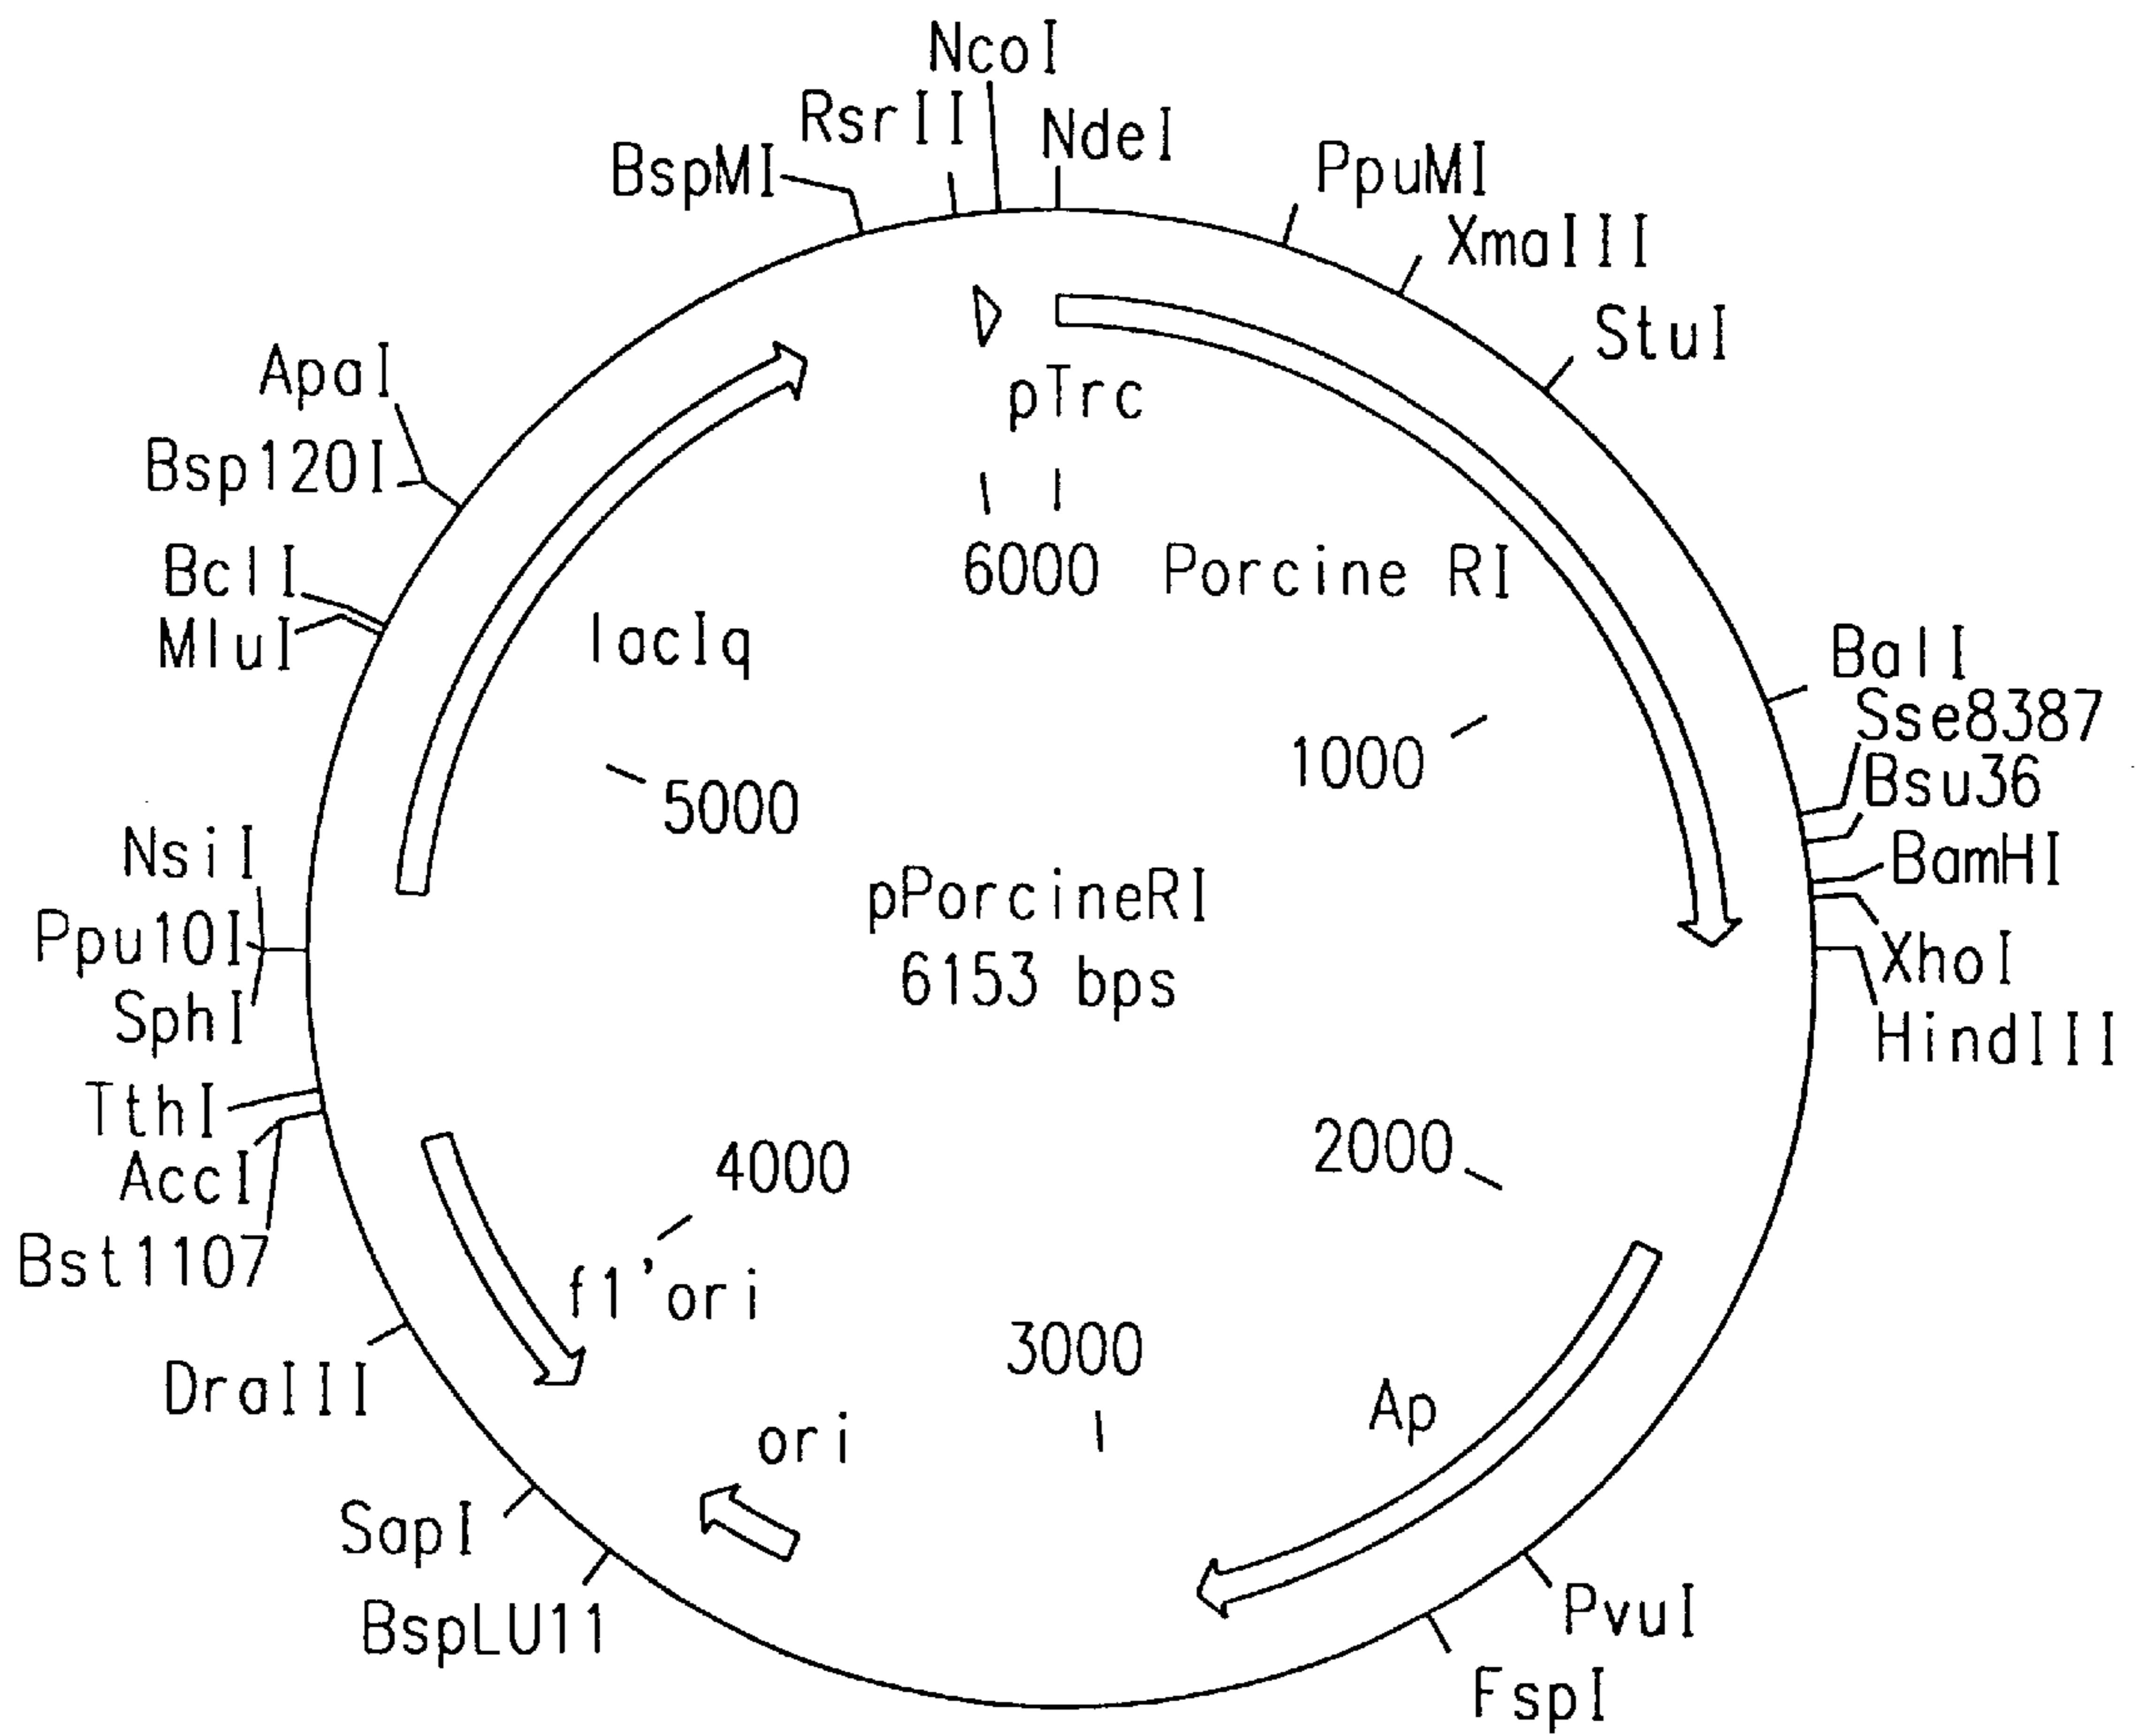 NcoI
RsrII
NdeI
BspMI
PpuMI
XmaIII
StuI
ApaI
pTrc
Bsp120I
6000
Porcine RI
BclI
MluI
lacIq
BalI
Sse8387
1000
5000
Bsu36
NsiI
BamHI
pPorcineRI
Ppu10I
XhoI
6153 bps
SphI
HindIII
TthI
2000
4000
AccI
Bst1107
f1'ori
3000
DraIII
Ap
ori
SapI
PvuI
BspLU11
FspI